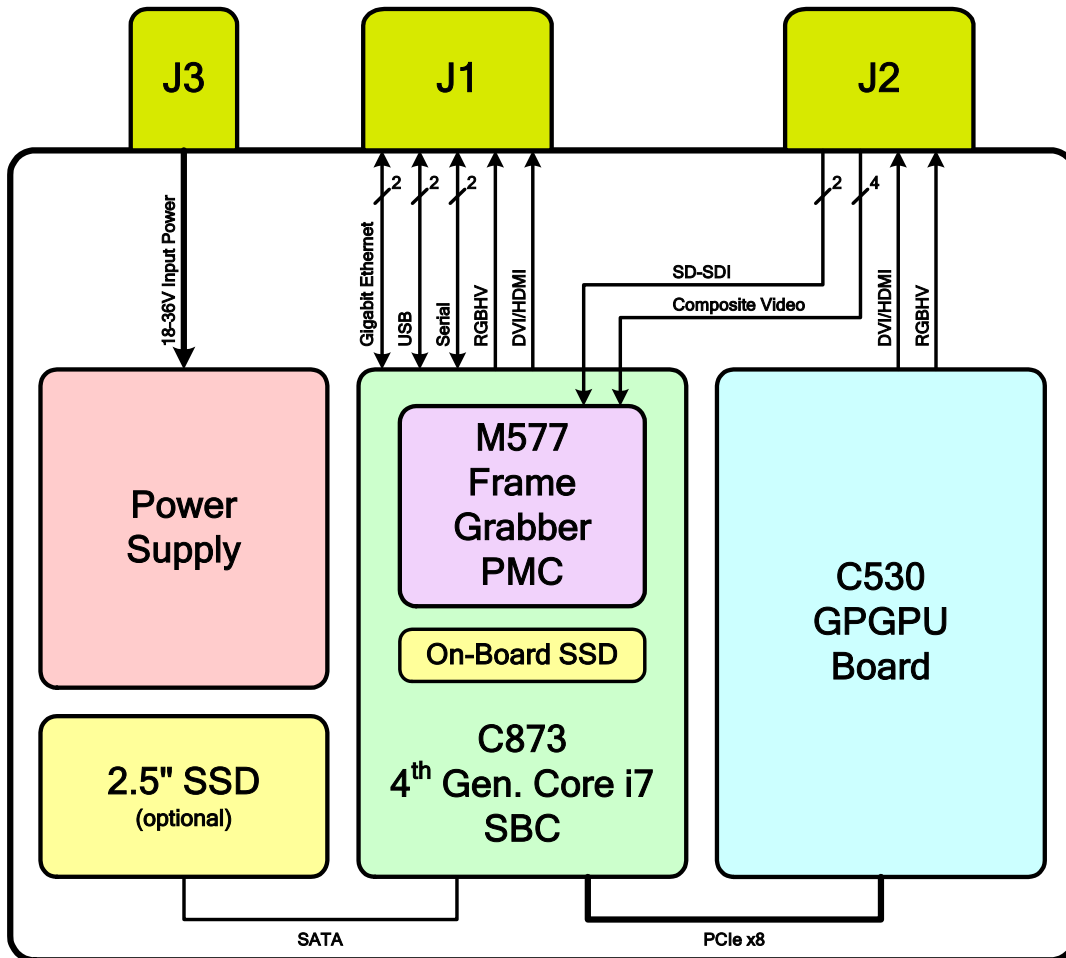 J3
J1
J2
2
2
2
2
4
18-36V Input Power
Gigabit Ethernet
USB
Serial
RGBHV
DVI/HDMI
SD-SDI
Composite Video
DVI/HDMI
RGBHV
Power
Supply
M577
Frame
Grabber
PMC
On-Board SSD
C873
4th Gen. Core i7
SBC
C530
GPGPU
Board
2.5" SSD
(optional)
SATA
PCIe x8